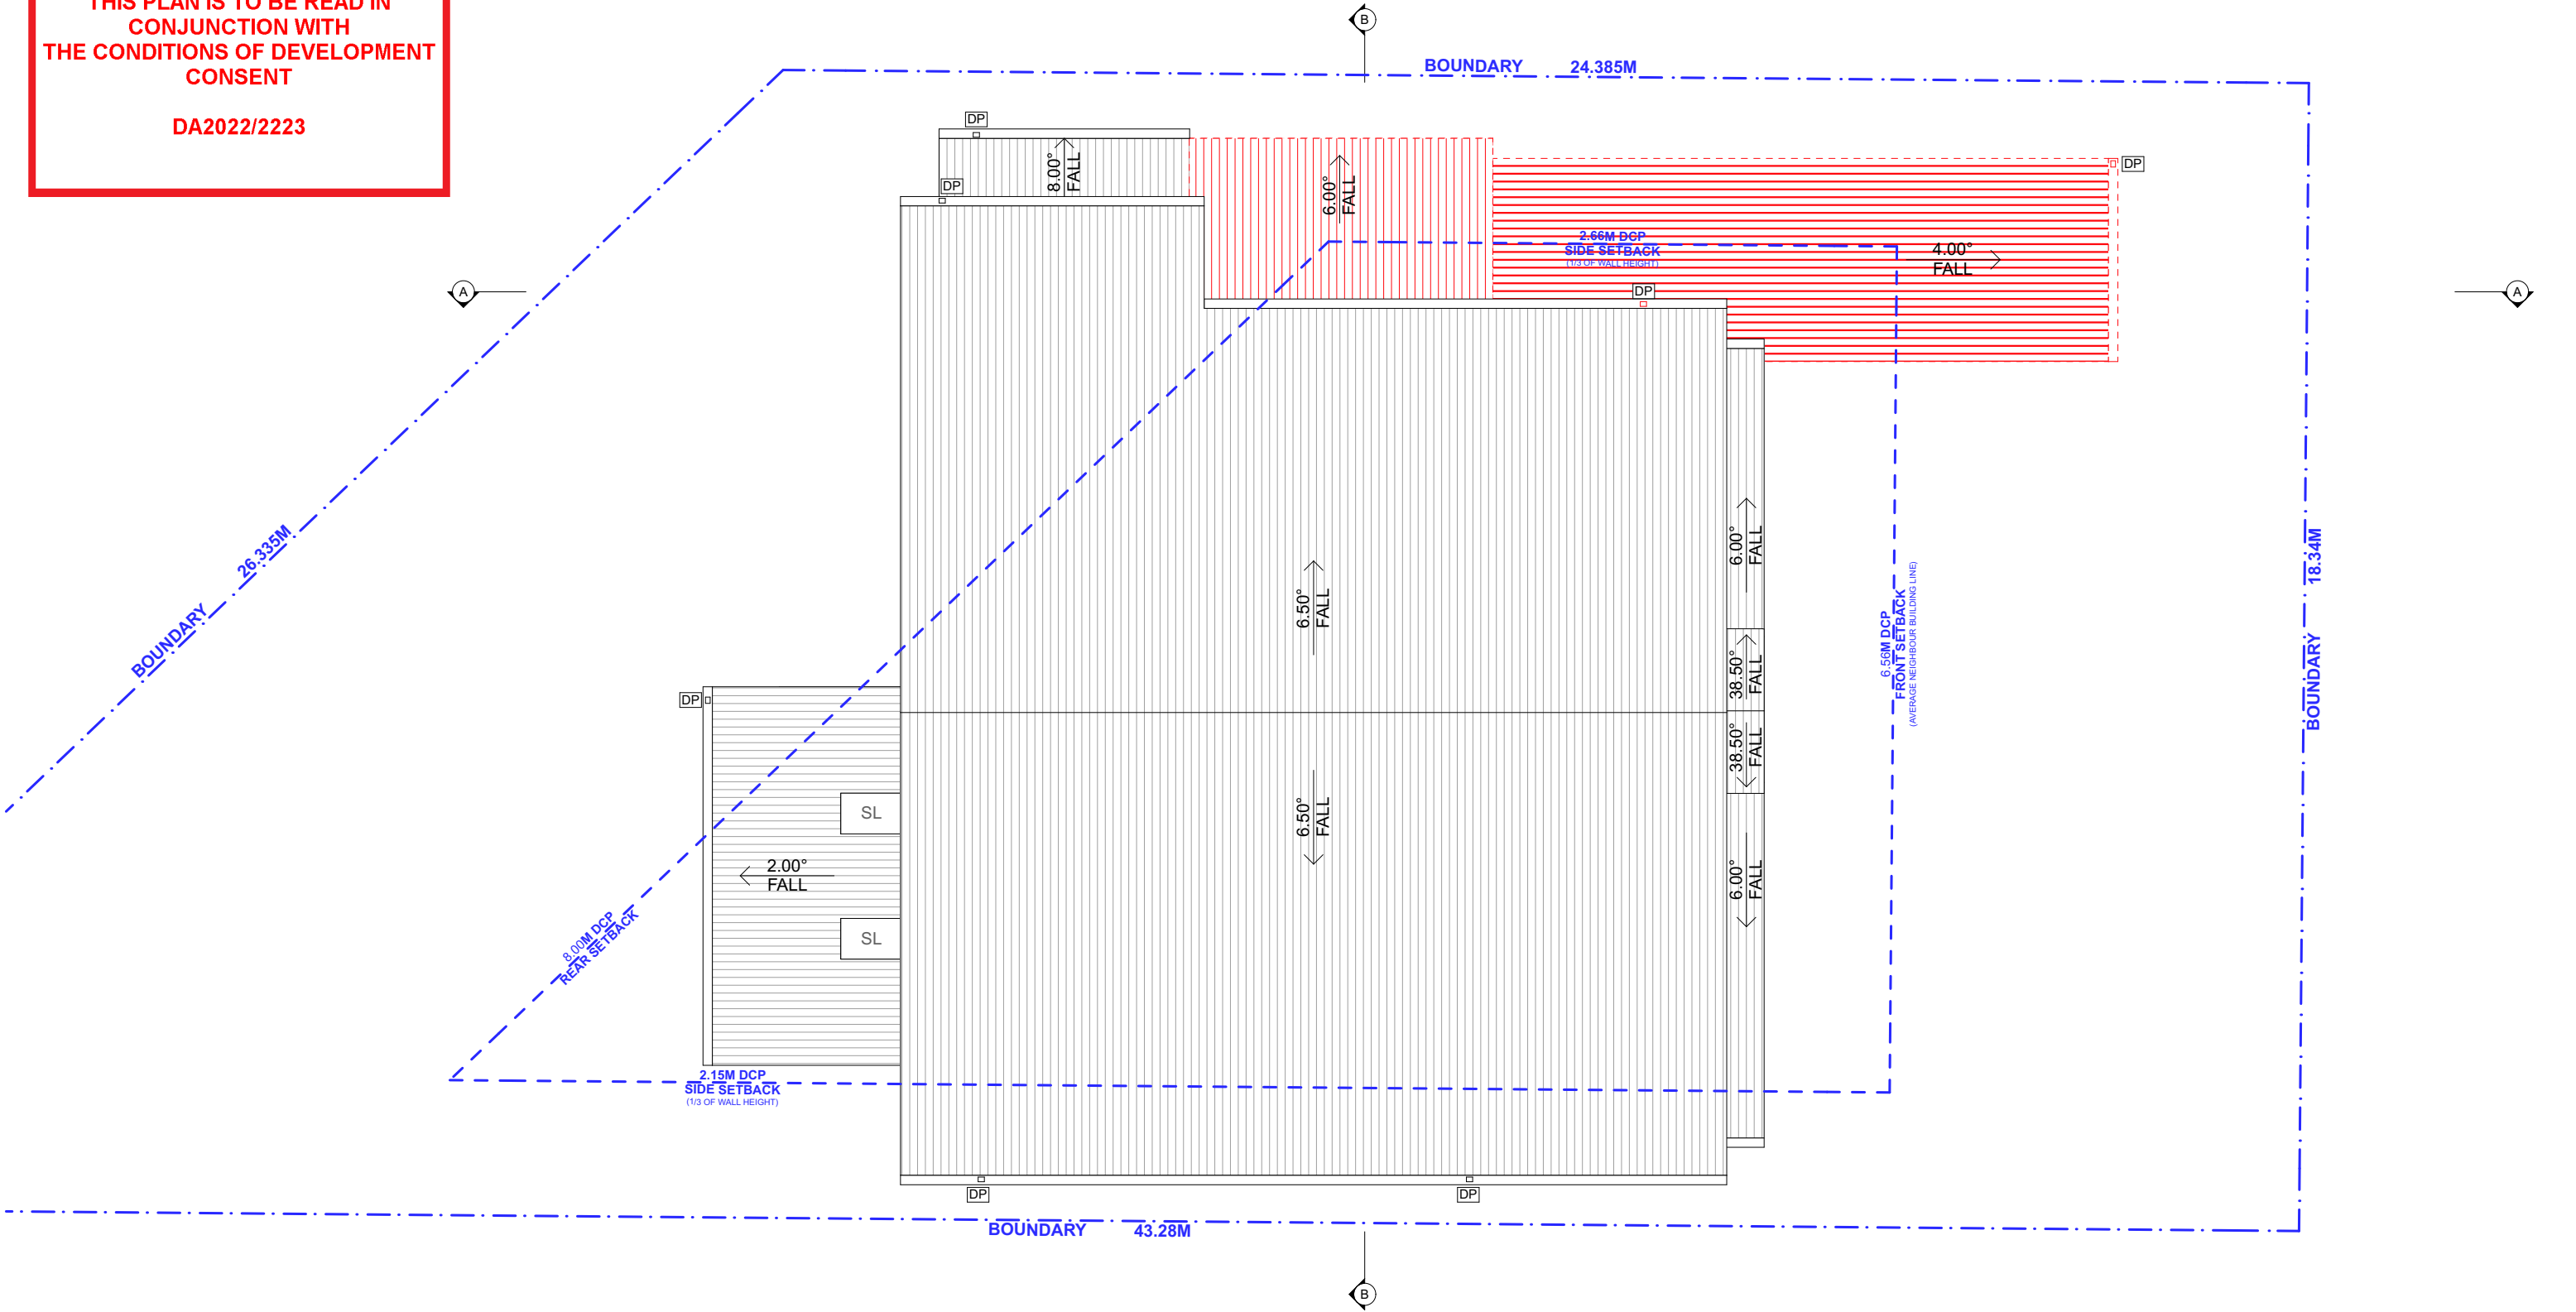 THIS PLAN IS TO BE READ IN
CONJUNCTION WITH
THE CONDITIONS OF DEVELOPMENT
CONSENT
DA2022/2223
B
BOUNDARY 24.385M
DP
DP
8.00°
FALL
6.00°
FALL
DP
2.66M DCP
SIDE SETBACK
(1/3 OF WALL HEIGHT)
4.00°
FALL
A
DP
A
26.335M
BOUNDARY
6.50°
FALL
6.00°
FALL
38.50°
FALL
38.50°
FALL
6.00°
FALL
6.56M DCP
FRONT SETBACK
(AVERAGE NEIGHBOUR BUILDING LINE)
BOUNDARY 18.34M
DP
SL
6.50°
FALL
2.00°
FALL
SL
8.00M DCP
REAR SETBACK
2.15M DCP
SIDE SETBACK
(1/3 OF WALL HEIGHT)
DP
DP
BOUNDARY 43.28M
B